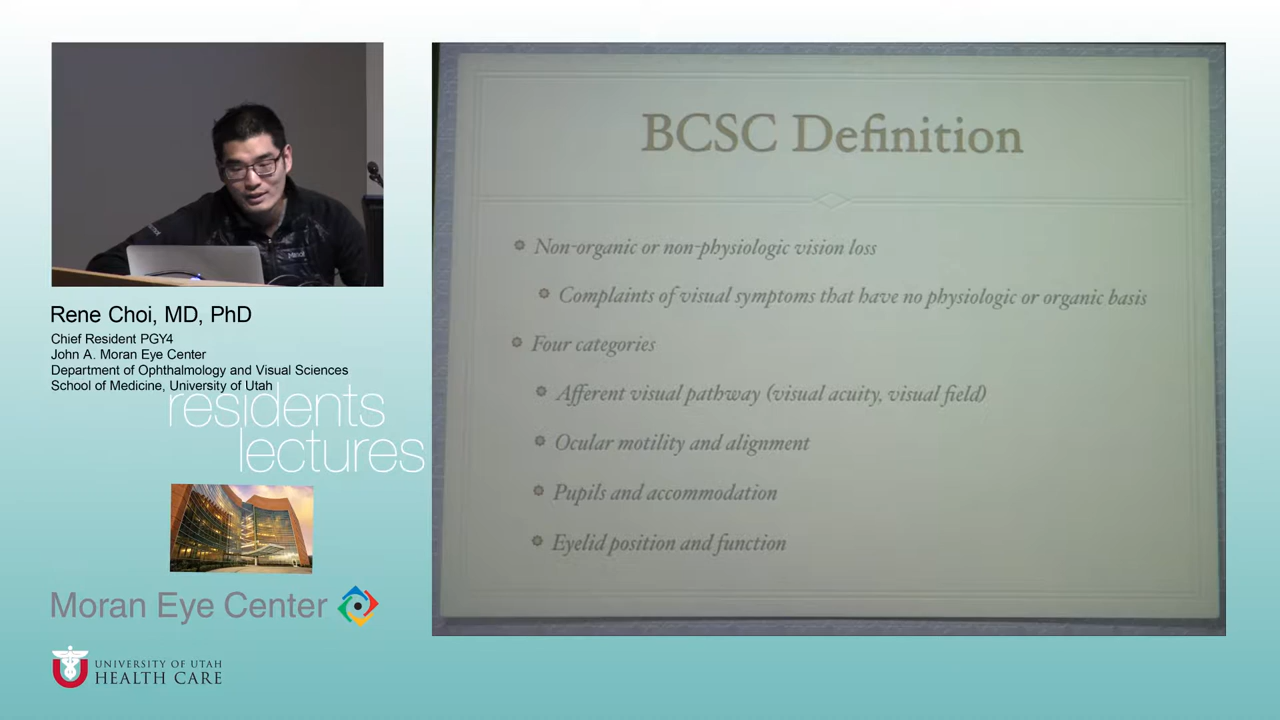 Rene Choi, MD, PhD
Chief Resident PGY4
John A. Moran Eye Center
Department of Ophthalmology and Visual Sciences
School of Medicine, University of Utah
residents
lectures
Moran Eye Center
UNIVERSITY OF UTAH
HEALTH CARE
BCSC Definition
Non-organic or non-physiologic vision loss
Complaints of visual symptoms that have no physiologic or organic basis
Four categories
Afferent visual pathway (visual acuity, visual field)
Ocular motility and alignment
Pupils and accommodation
Eyelid position and function